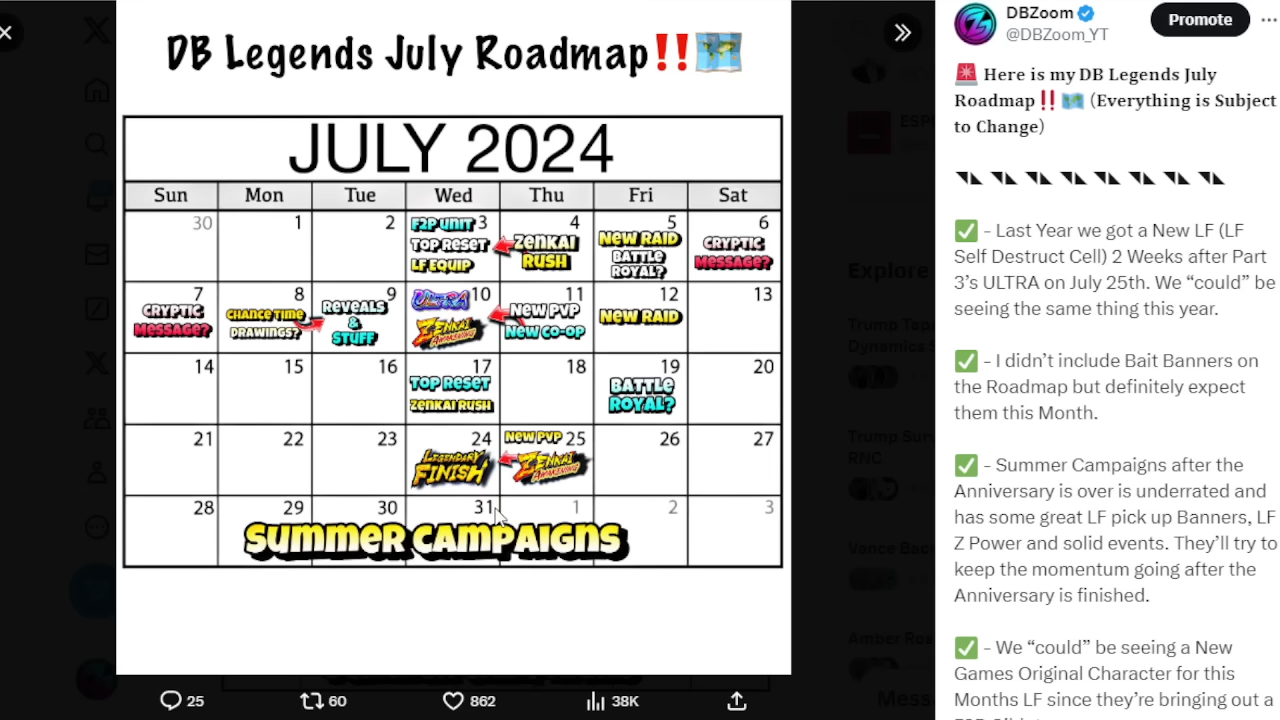 DB Legends July Roadmap‼️🗺️
JULY 2024
Sun Mon Tue Wed Thu Fri Sat
30 1 2 3 4 5 6
F2P UNIT
TOP RESET
LF EQUIP
ZENKAI
RUSH
NEW RAID
BATTLE
ROYAL?
CRYPTIC
MESSAGE?
7 8 9 10 11 12 13
CRYPTIC
MESSAGE?
CHANCE TIME
DRAWINGS?
REVEALS
&
STUFF
ULTRA
ZENKAI
AWAKENING
NEW PVP
NEW CO-OP
NEW RAID
14 15 16 17 18 19 20
TOP RESET
ZENKAI RUSH
BATTLE
ROYAL?
21 22 23 24 25 26 27
LEGENDARY
FINISH
NEW PVP
ZENKAI
AWAKENING
28 29 30 31 1 2 3
SUMMER CAMPAIGNS
25 60 862 38K
DBZoom
@DBZoom_YT
Promote
🚨 Here is my DB Legends July
Roadmap‼️🗺️ (Everything is Subject
to Change)
✅ - Last Year we got a New LF (LF
Self Destruct Cell) 2 Weeks after Part
3’s ULTRA on July 25th. We “could” be
seeing the same thing this year.
✅ - I didn’t include Bait Banners on
the Roadmap but definitely expect
them this Month.
✅ - Summer Campaigns after the
Anniversary is over is underrated and
has some great LF pick up Banners, LF
Z Power and solid events. They’ll try to
keep the momentum going after the
Anniversary is finished.
✅ - We “could” be seeing a New
Games Original Character for this
Months LF since they’re bringing out a
Explore